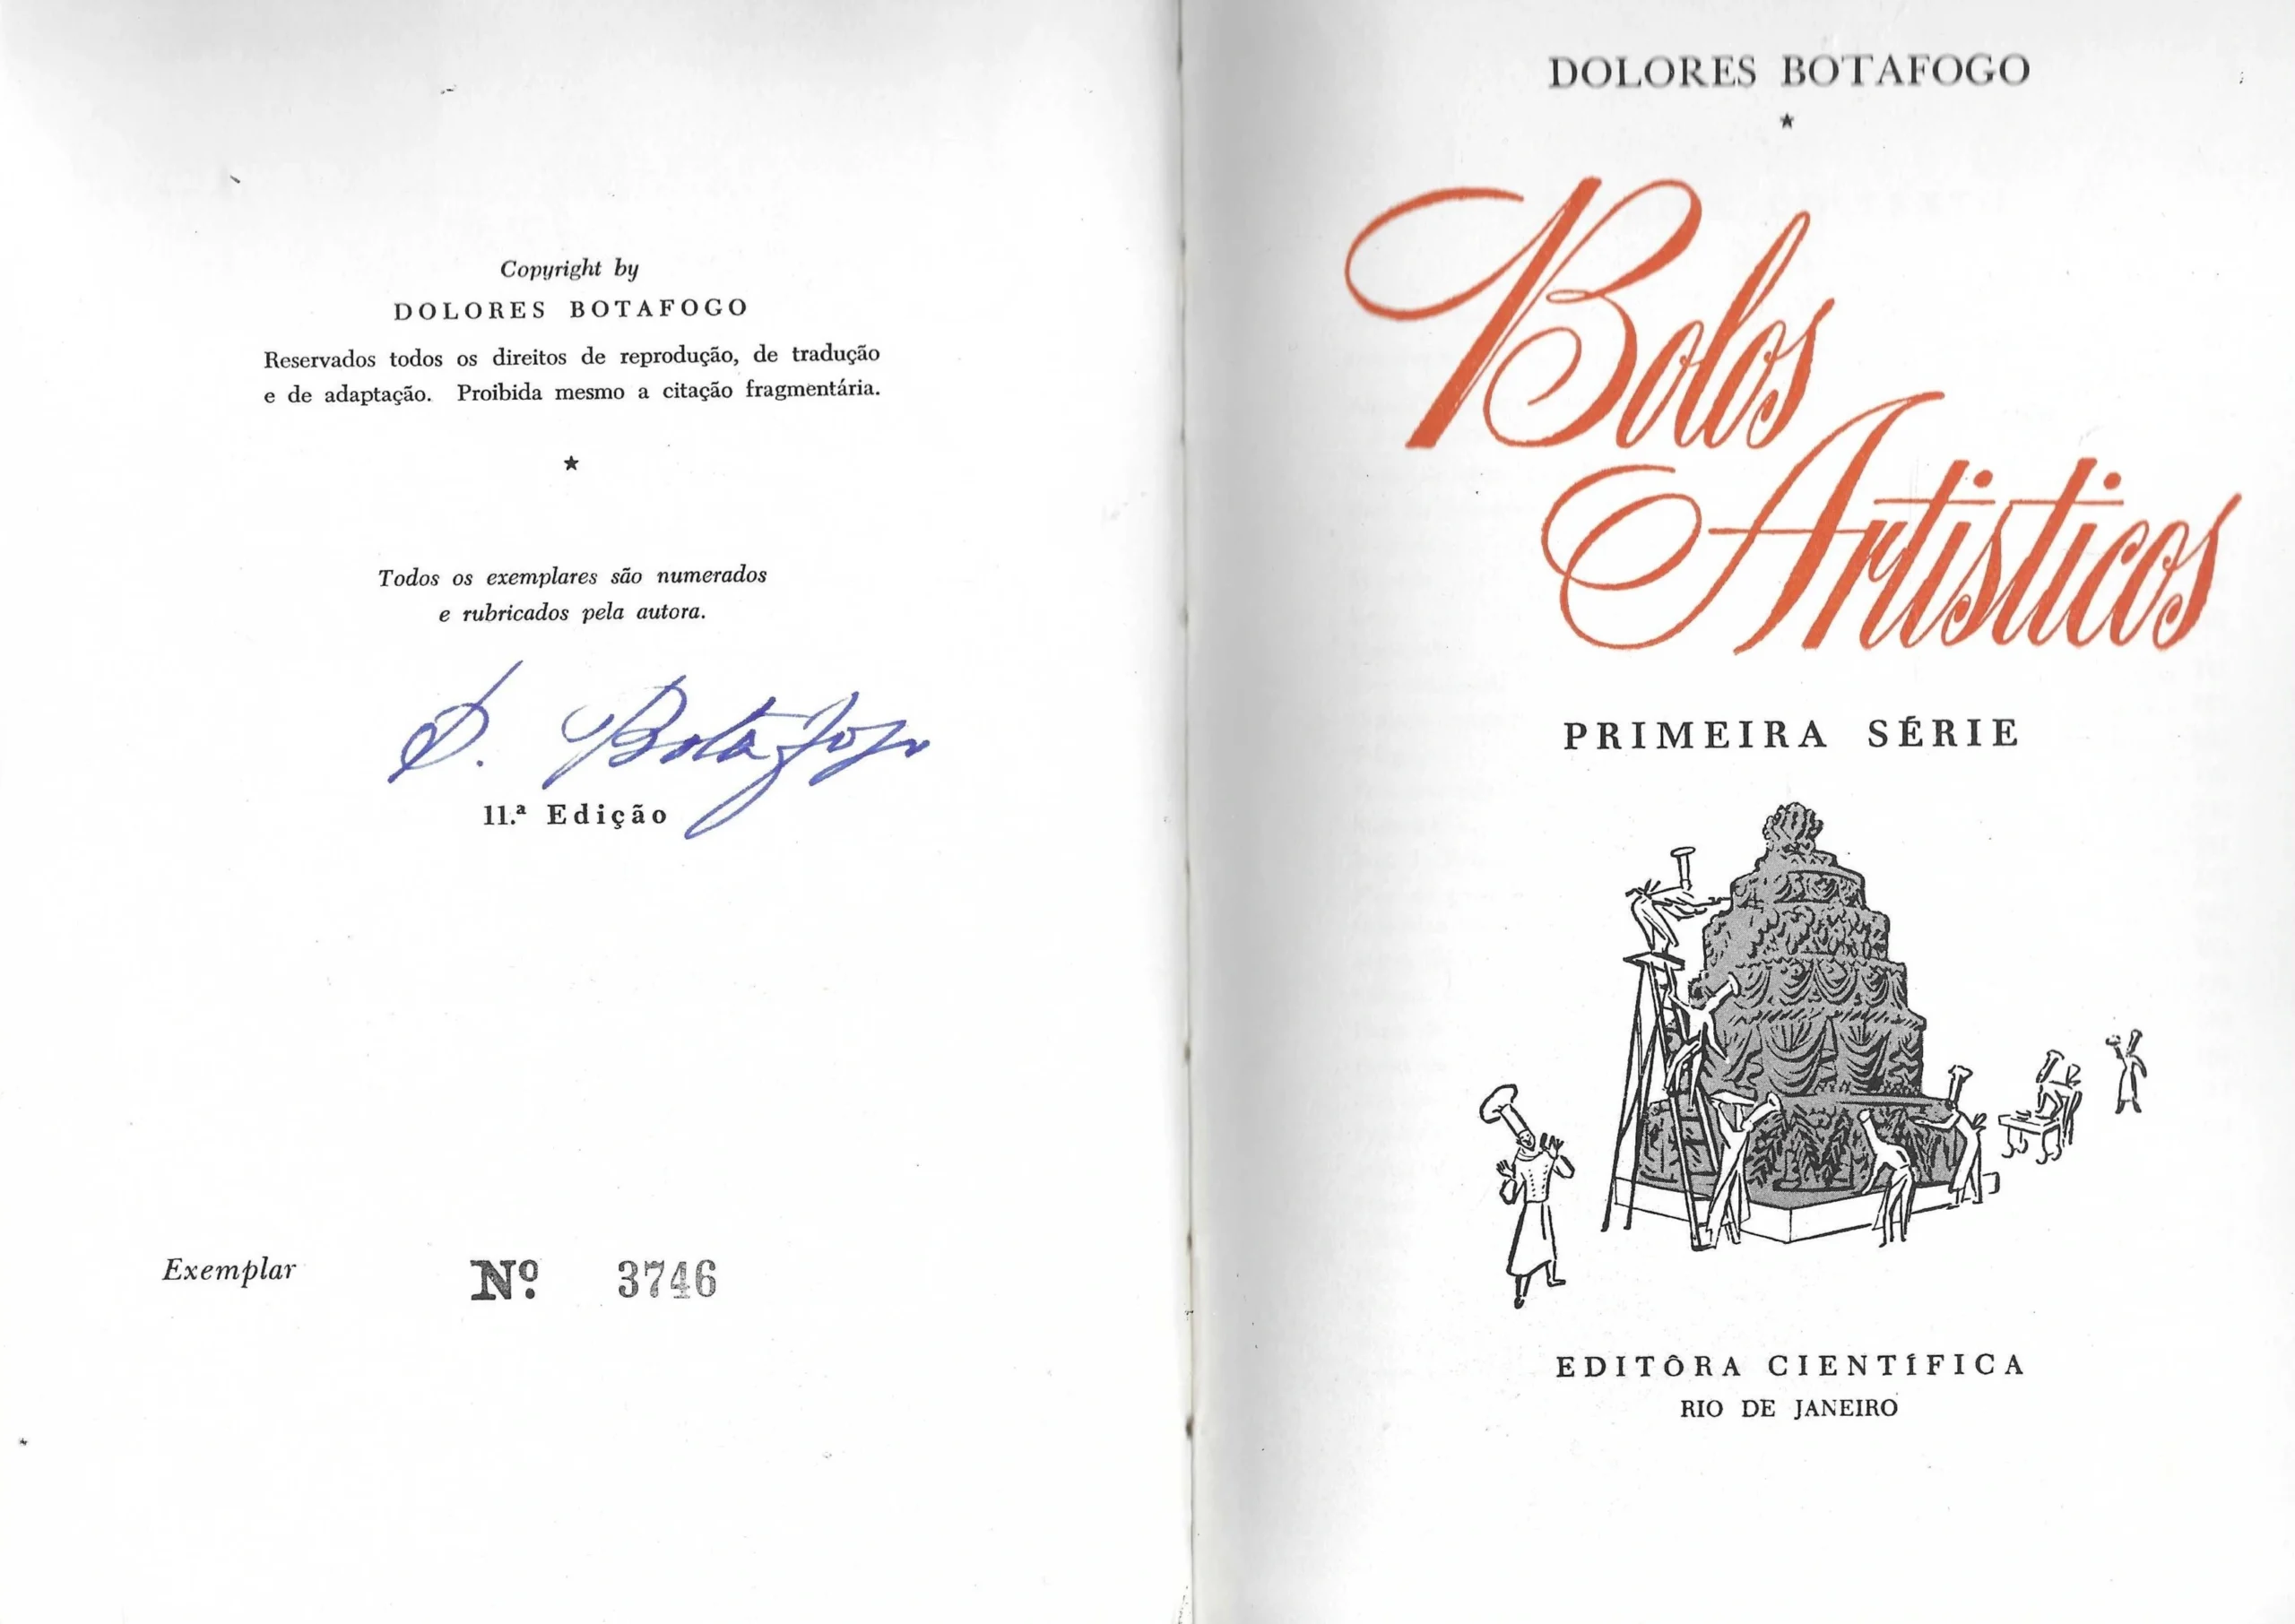 Copyright by
DOLORES BOTAFOGO
Reservados todos os direitos de reprodução, de tradução
e de adaptação. Proibida mesmo a citação fragmentária.
★
Todos os exemplares são numerados
e rubricados pela autora.
D. Botafogo
11.ª Edição
Exemplar Nº 3746
DOLORES BOTAFOGO
★
Bolos
Artisticos
PRIMEIRA SÉRIE
EDITÔRA CIENTÍFICA
RIO DE JANEIRO